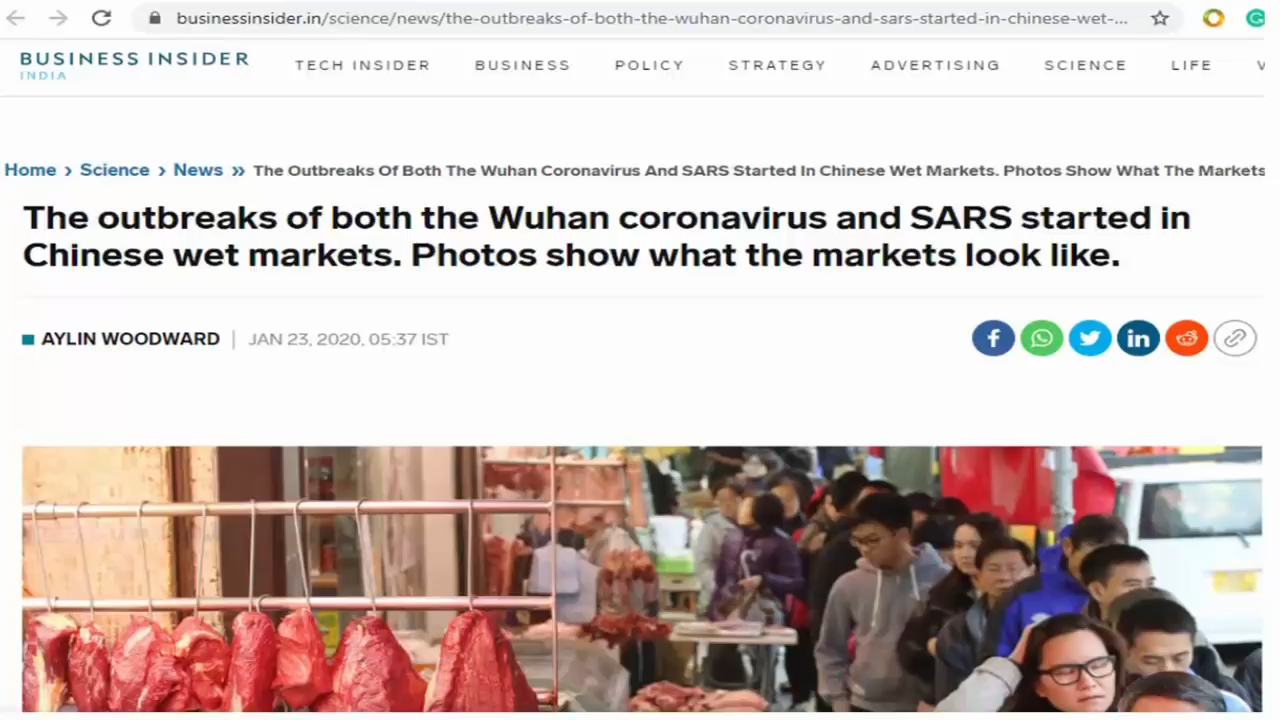 businessinsider.in/science/news/the-outbreaks-of-both-the-wuhan-coronavirus-and-sars-started-in-chinese-wet-...
BUSINESS INSIDER
INDIA
TECH INSIDER BUSINESS POLICY STRATEGY ADVERTISING SCIENCE LIFE
Home › Science › News » The Outbreaks Of Both The Wuhan Coronavirus And SARS Started In Chinese Wet Markets. Photos Show What The Markets
The outbreaks of both the Wuhan coronavirus and SARS started in
Chinese wet markets. Photos show what the markets look like.
AYLIN WOODWARD | JAN 23, 2020, 05:37 IST